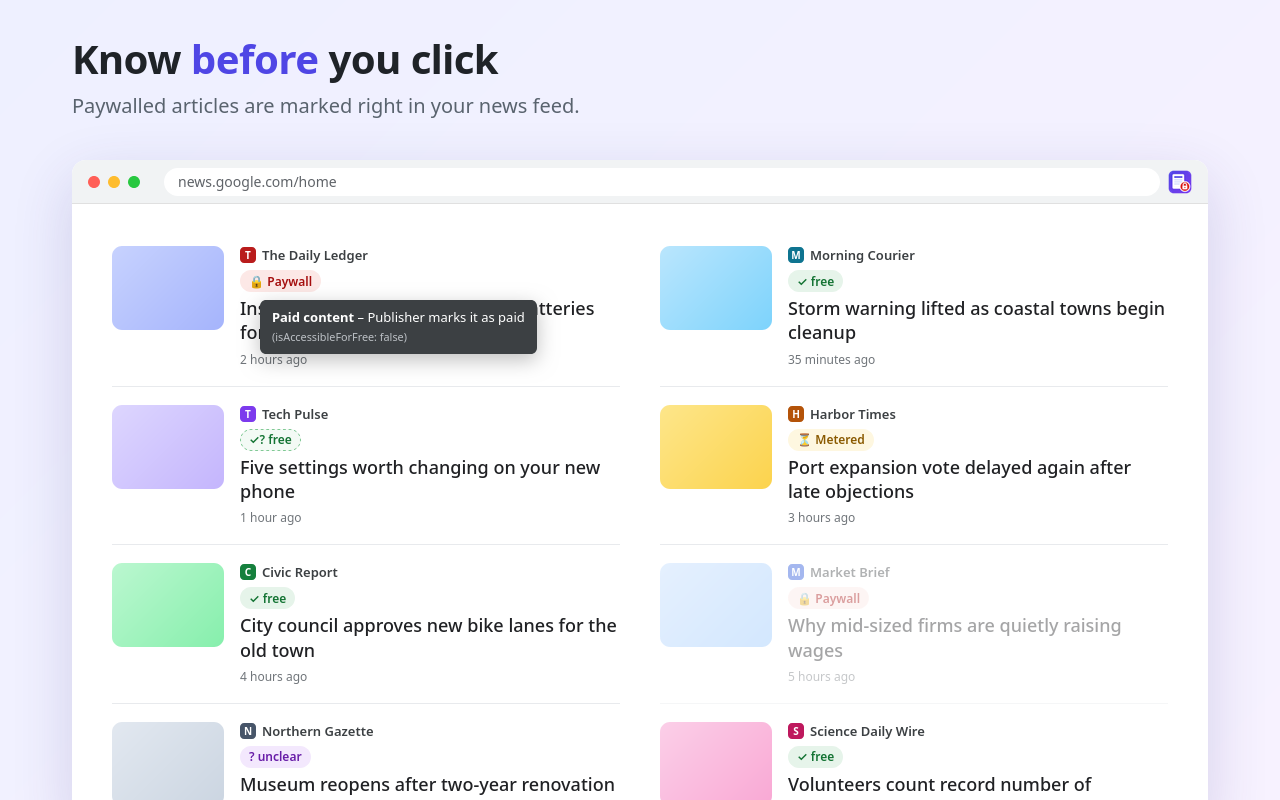 Know before you click
Paywalled articles are marked right in your news feed.
news.google.com/home
T The Daily Ledger
🔒 Paywall
tteries
Paid content – Publisher marks it as paid
(isAccessibleForFree: false)
2 hours ago
M Morning Courier
✓ free
Storm warning lifted as coastal towns begin
cleanup
35 minutes ago
T Tech Pulse
✓? free
Five settings worth changing on your new
phone
1 hour ago
H Harbor Times
⏳ Metered
Port expansion vote delayed again after
late objections
3 hours ago
C Civic Report
✓ free
City council approves new bike lanes for the
old town
4 hours ago
M Market Brief
🔒 Paywall
Why mid-sized firms are quietly raising
wages
5 hours ago
N Northern Gazette
? unclear
Museum reopens after two-year renovation
S Science Daily Wire
✓ free
Volunteers count record number of